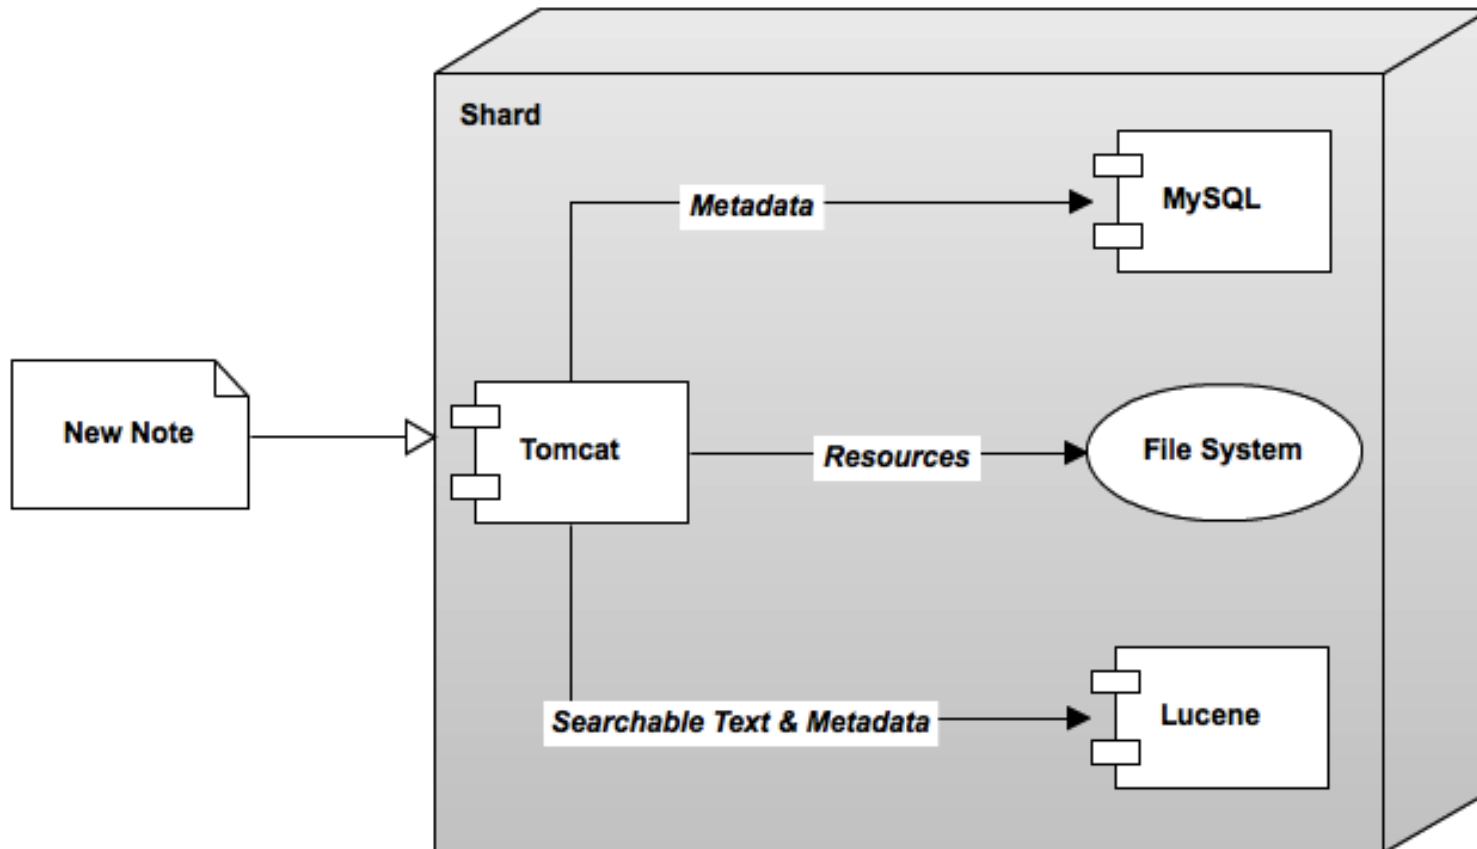 Shard
Metadata
MySQL
New Note
Tomcat
Resources
File System
Searchable Text & Metadata
Lucene